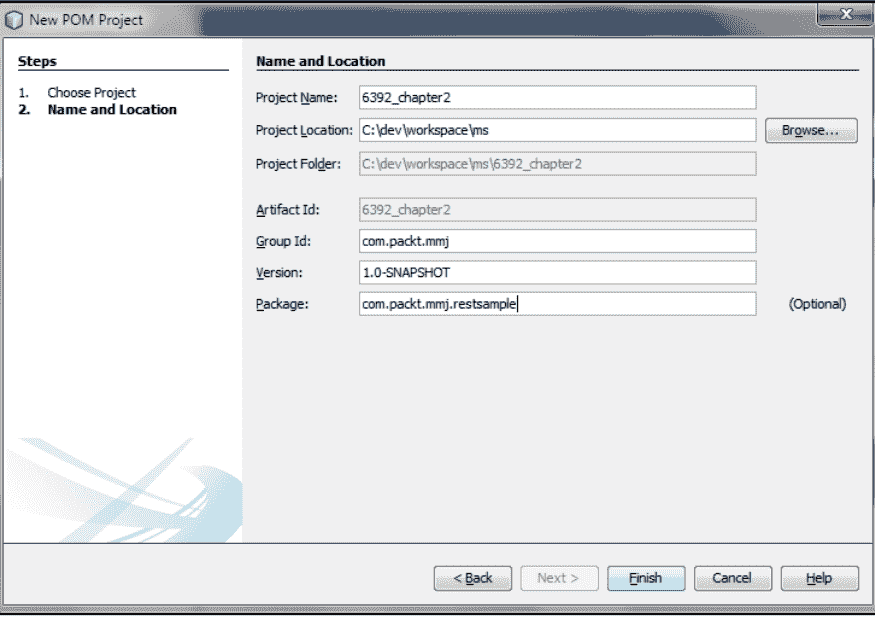 New POM Project
Steps
1. Choose Project
2. Name and Location
Name and Location
Project Name: 6392_chapter2
Project Location: C:\dev\workspace\ms Browse...
Project Folder: C:\dev\workspace\ms\6392_chapter2
Artifact Id: 6392_chapter2
Group Id: com.packt.mmj
Version: 1.0-SNAPSHOT
Package: com.packt.mmj.restsample (Optional)
< Back Next > Finish Cancel Help